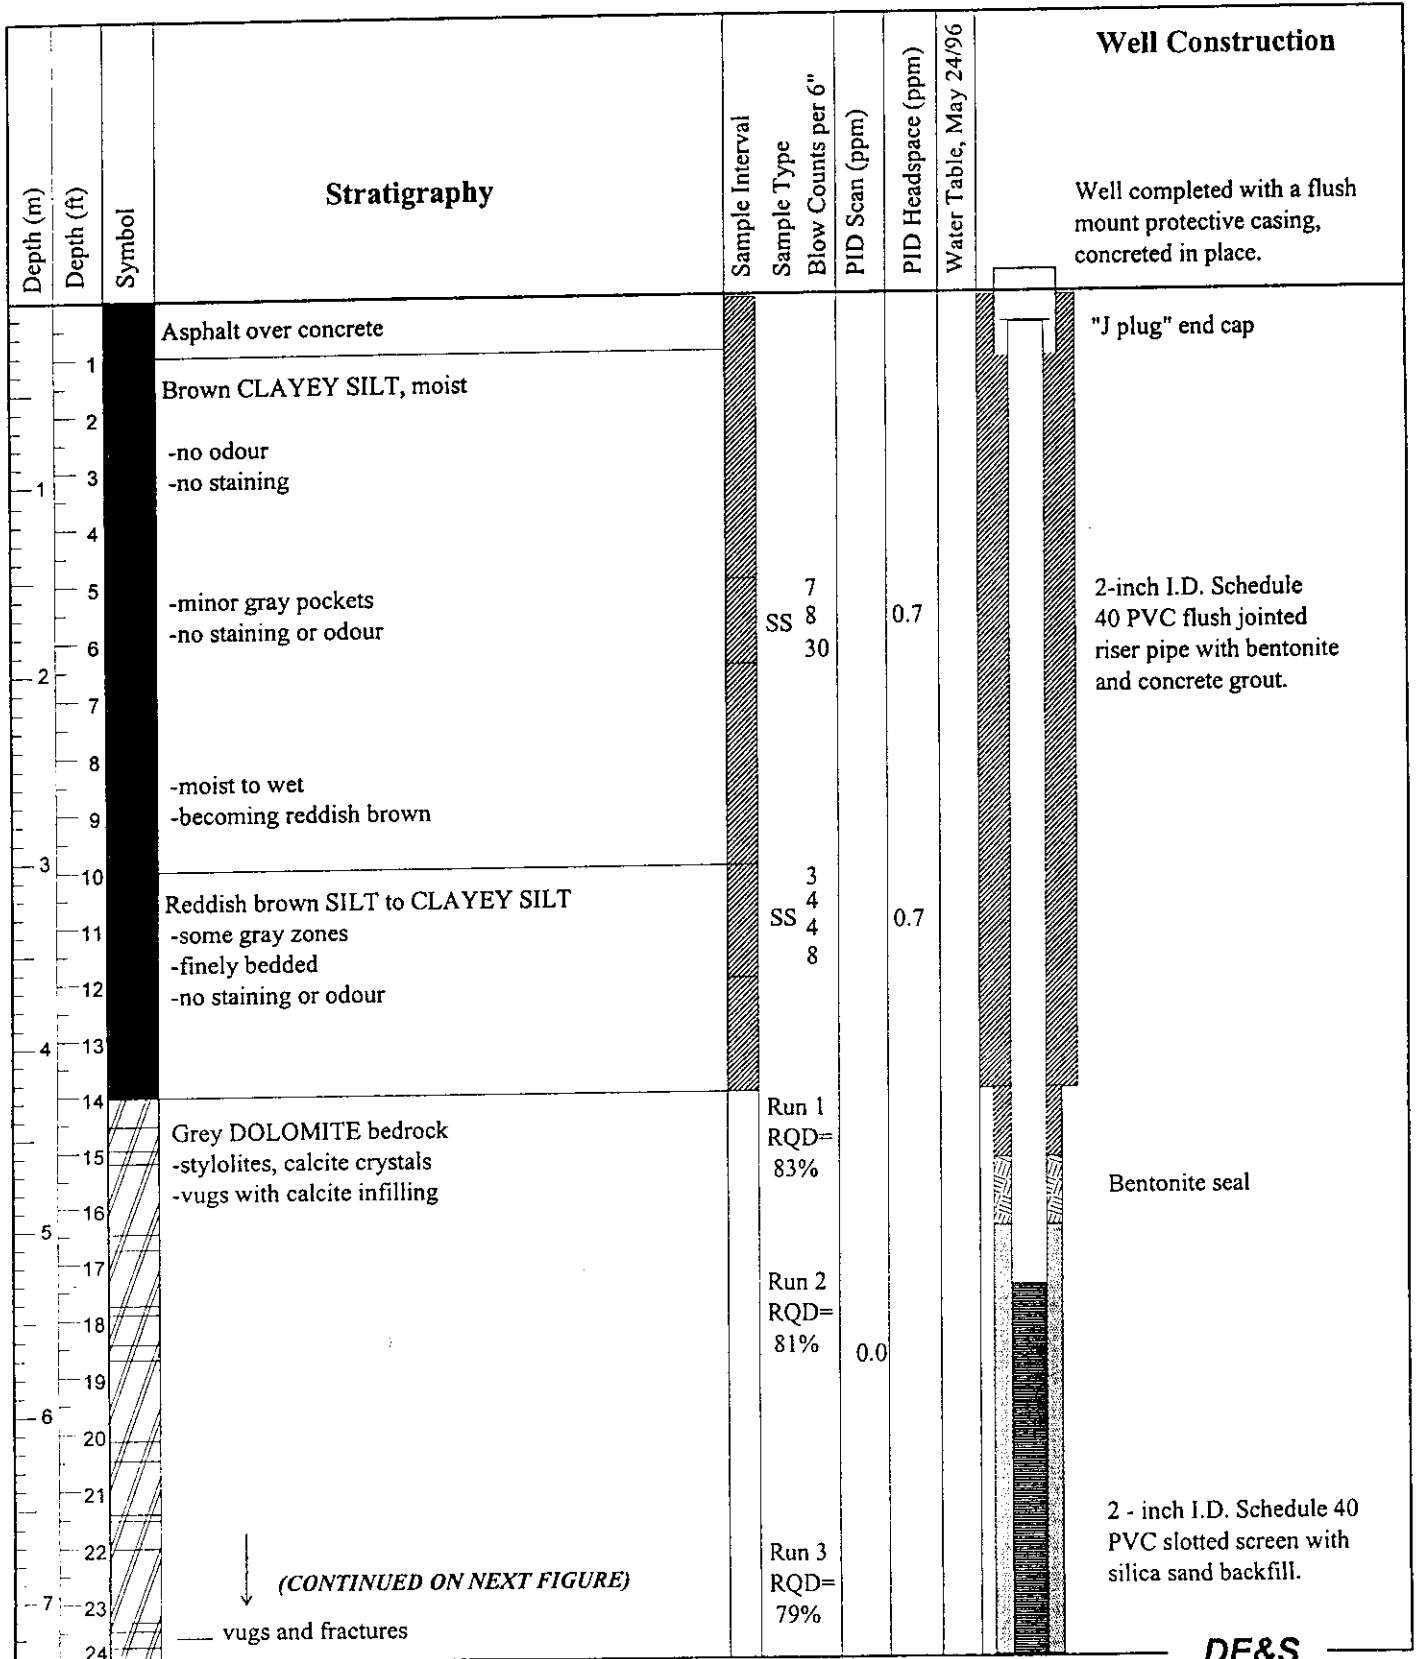 Well Construction
Depth (m)
Depth (ft)
Symbol
Stratigraphy
Sample Interval
Sample Type
Blow Counts per 6"
PID Scan (ppm)
PID Headspace (ppm)
Water Table, May 24/96
Well completed with a flush
mount protective casing,
concreted in place.
Asphalt over concrete
"J plug" end cap
1
Brown CLAYEY SILT, moist
2
-no odour
1
3
-no staining
4
5
-minor gray pockets
-no staining or odour
6
SS
7
8
30
0.7
2-inch I.D. Schedule
40 PVC flush jointed
riser pipe with bentonite
and concrete grout.
2
7
8
-moist to wet
9
-becoming reddish brown
3
10
Reddish brown SILT to CLAYEY SILT
11
-some gray zones
-finely bedded
12
-no staining or odour
SS
3
4
4
8
0.7
4
13
14
Grey DOLOMITE bedrock
15
-stylolites, calcite crystals
-vugs with calcite infilling
16
Run 1
RQD=
83%
Bentonite seal
5
17
18
Run 2
RQD=
81%
0.0
19
6
20
21
22
(CONTINUED ON NEXT FIGURE)
7
23
vugs and fractures
24
Run 3
RQD=
79%
2 - inch I.D. Schedule 40
PVC slotted screen with
silica sand backfill.
DE&S